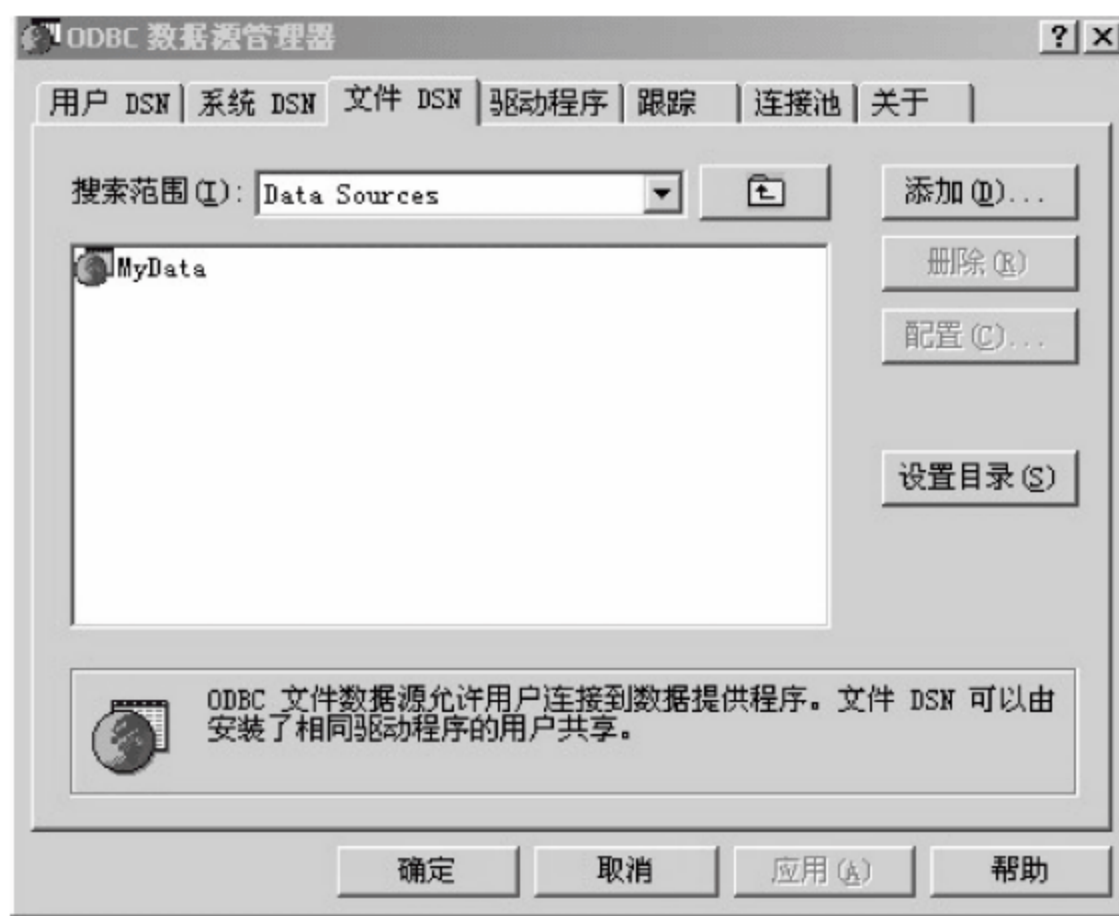 ODBC 数据源管理器
用户 DSN 系统 DSN 文件 DSN 驱动程序 跟踪 连接池 关于
搜索范围(I): Data Sources 添加(D)...
MyData 删除(R)
配置(C)...
设置目录(S)
ODBC 文件数据源允许用户连接到数据提供程序。文件 DSN 可以由
安装了相同驱动程序的用户共享。
确定 取消 应用(A) 帮助